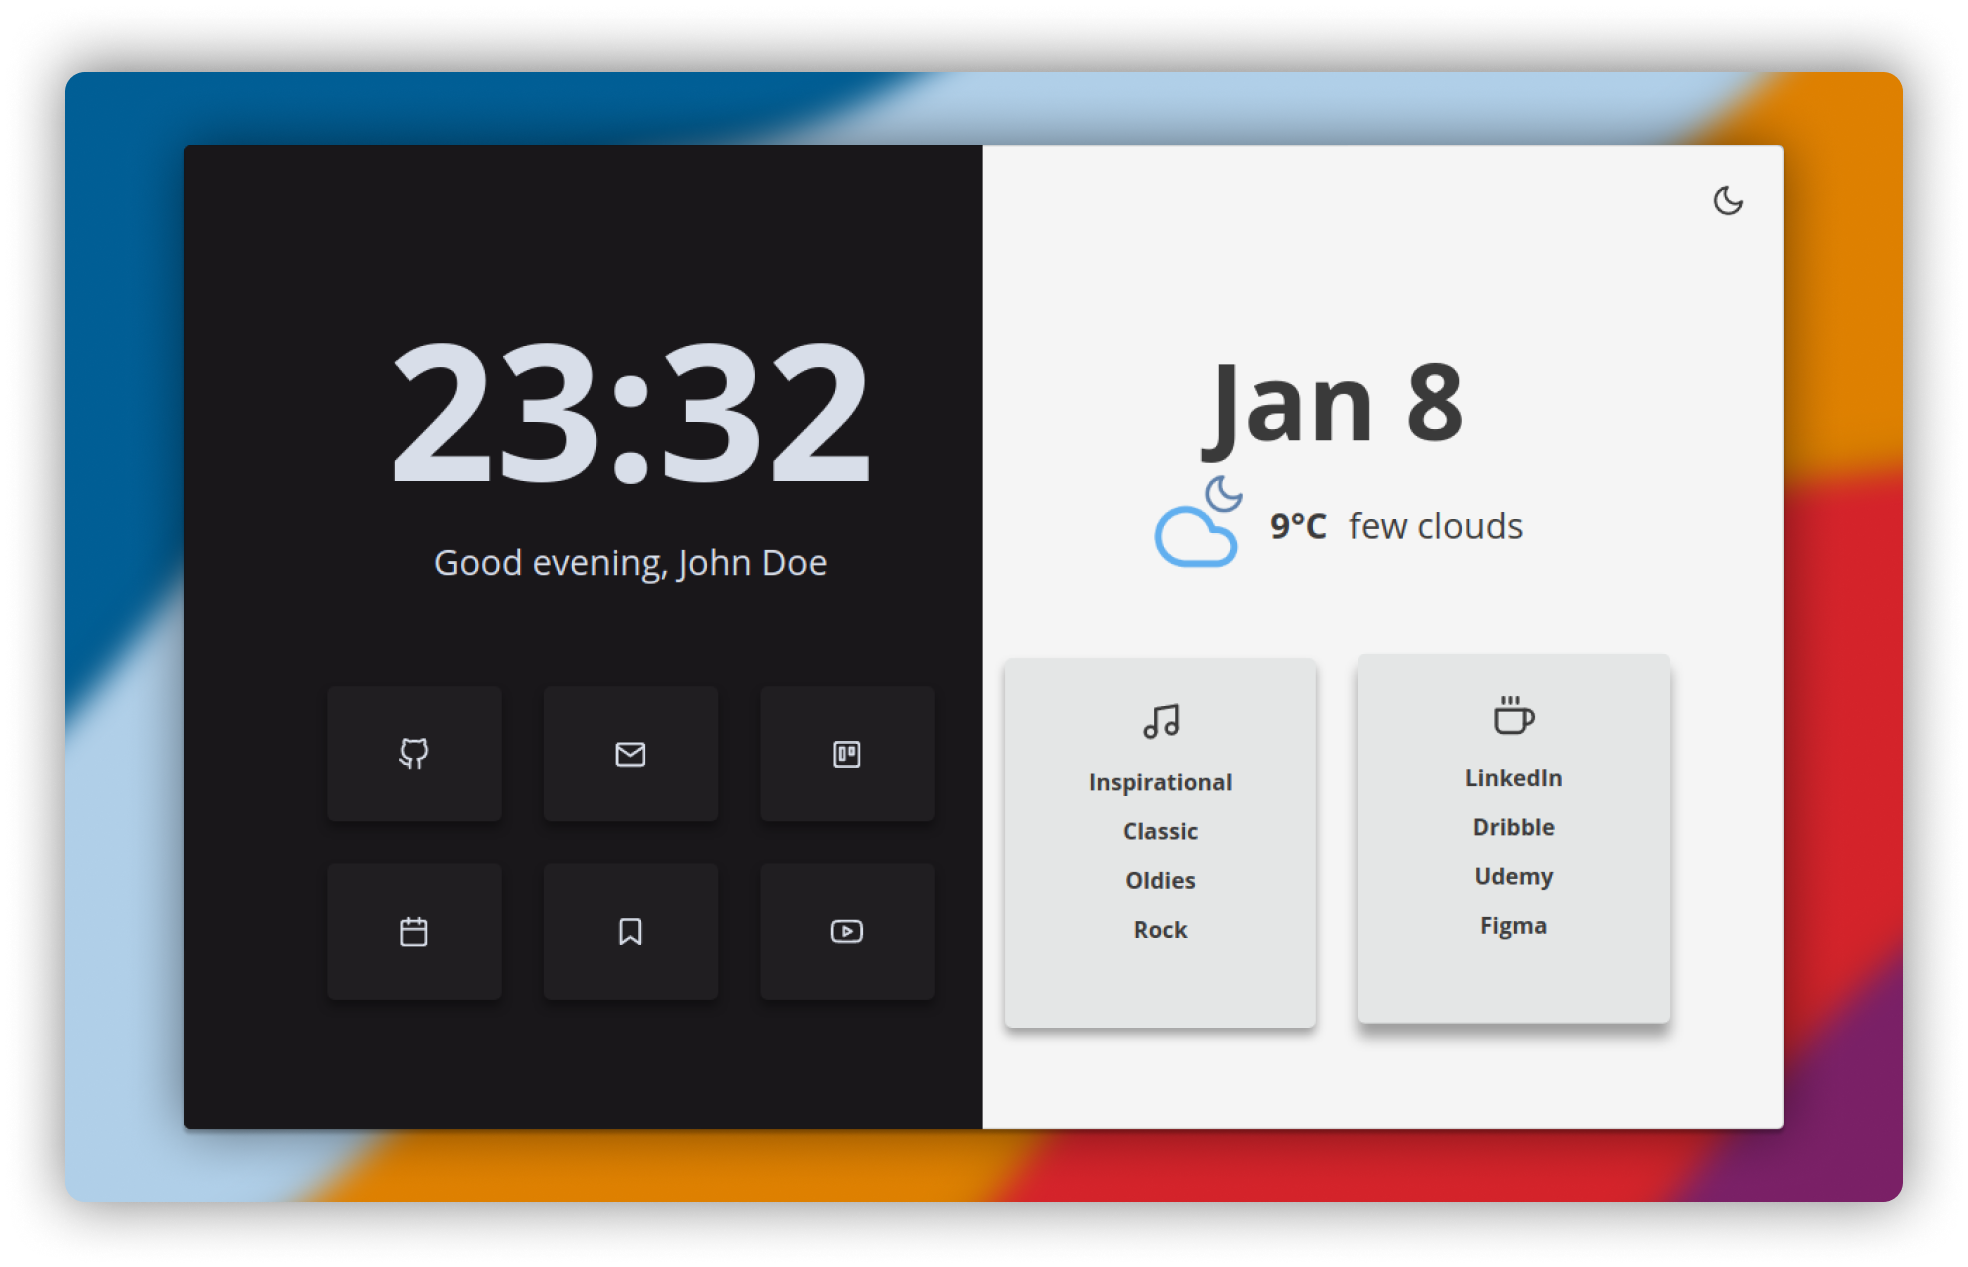 23:32
Good evening, John Doe
Jan 8
9°C few clouds
Inspirational
Classic
Oldies
Rock
LinkedIn
Dribble
Udemy
Figma